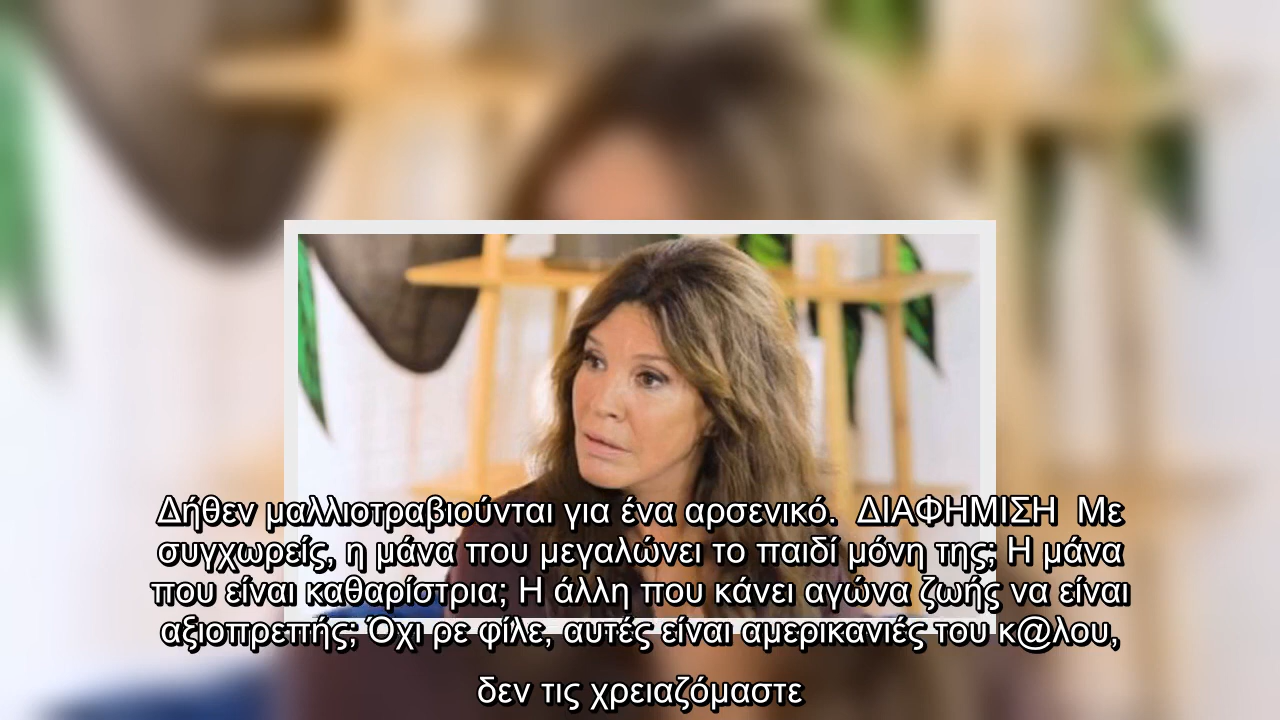 Δήθεν μαλλιοτραβιούνται για ένα αρσενικό.  ΔΙΑΦΗΜΙΣΗ  Με
συγχωρείς, η μάνα που μεγαλώνει το παιδί μόνη της; Η μάνα
που είναι καθαρίστρια; Η άλλη που κάνει αγώνα ζωής να είναι
αξιοπρεπής; Όχι ρε φίλε, αυτές είναι αμερικανιές του κ@λου,
δεν τις χρειαζόμαστε